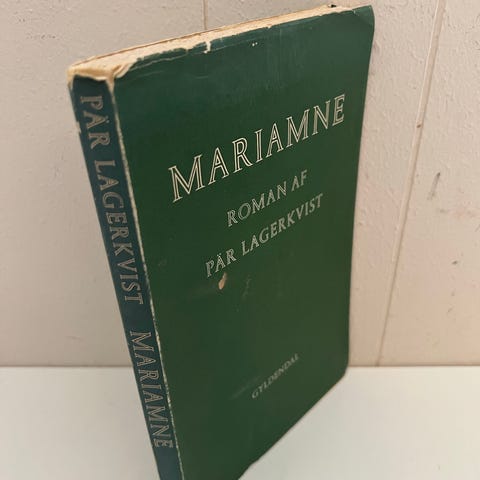 MARIAMNE
ROMAN AF
PÄR LAGERKVIST
GYLDENDAL
PÄR LAGERKVIST MARIAMNE